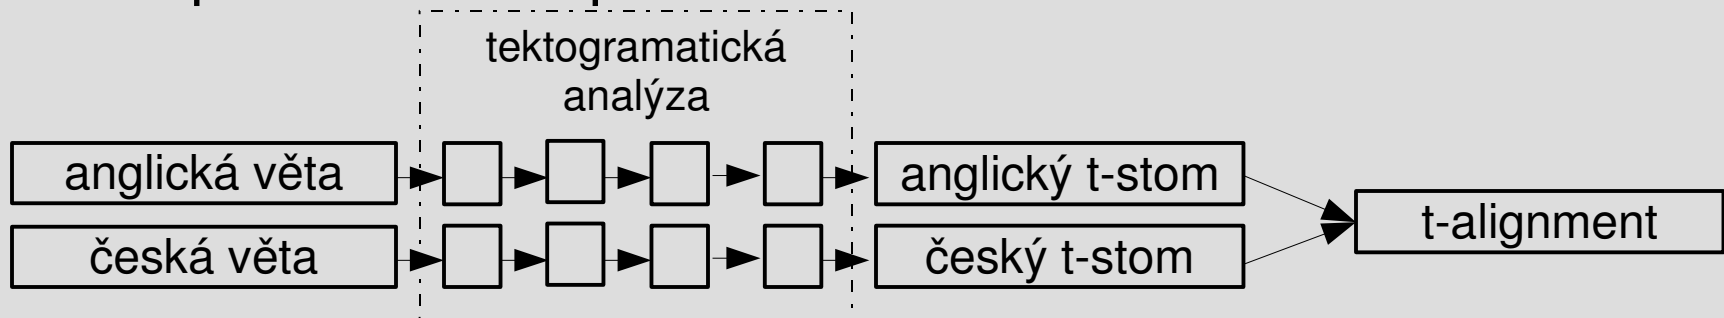 tektogramatická
analýza
anglická věta
anglický t-stom
t-alignment
česká věta
český t-stom